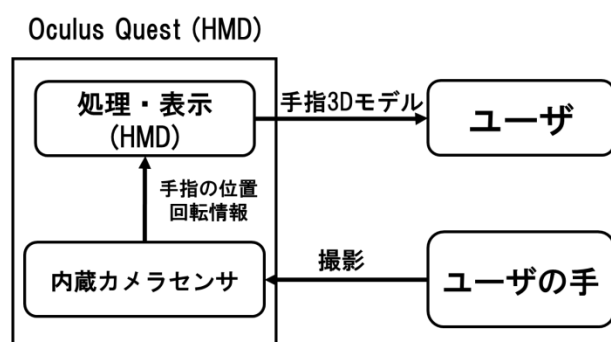 Oculus Quest (HMD)
処理・表示
(HMD)
手指3Dモデル
ユーザ
手指の位置
回転情報
内蔵カメラセンサ
撮影
ユーザの手